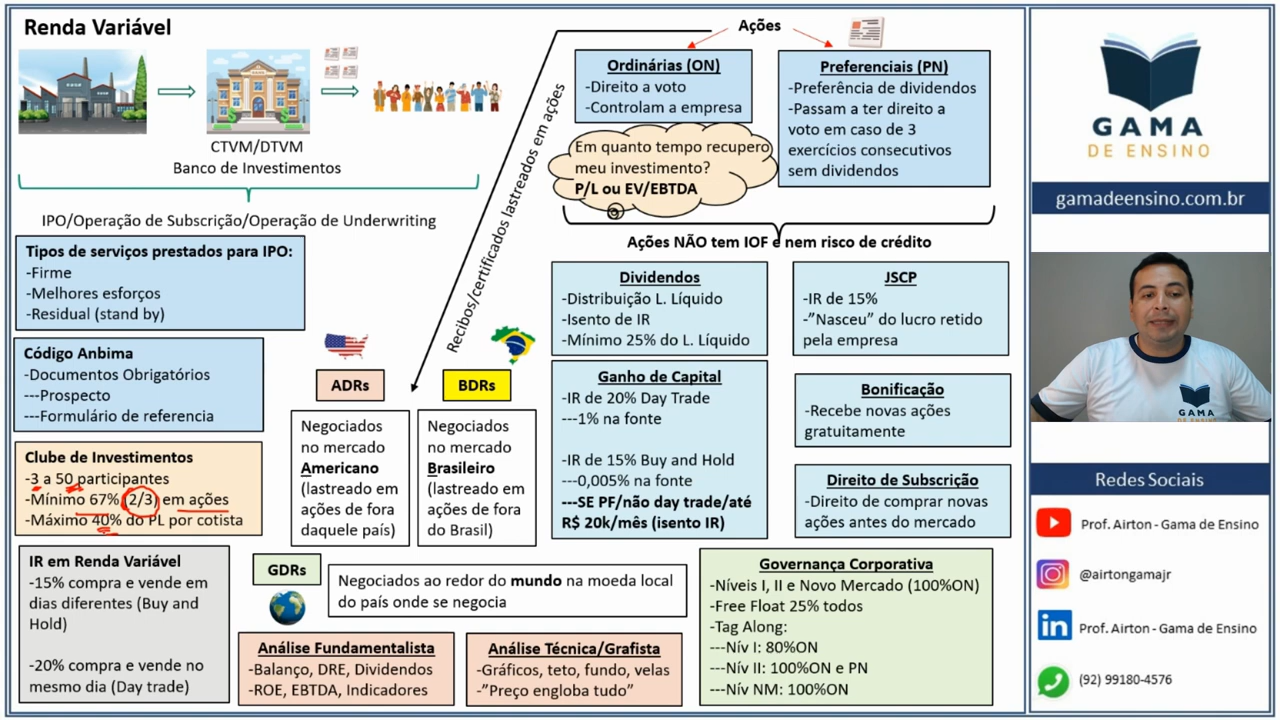 Renda Variável
CTVM/DTVM
Banco de Investimentos
IPO/Operação de Subscrição/Operação de Underwriting
Tipos de serviços prestados para IPO:
-Firme
-Melhores esforços
-Residual (stand by)
Código Anbima
-Documentos Obrigatórios
---Prospecto
---Formulário de referencia
Clube de Investimentos
-3 a 50 participantes
-Mínimo 67% (2/3) em ações
-Máximo 40% do PL por cotista
IR em Renda Variável
-15% compra e vende em
dias diferentes (Buy and
Hold)
-20% compra e vende no
mesmo dia (Day trade)
Recibos/certificados lastreados em ações
ADRs
Negociados
no mercado
Americano
(lastreado em
ações de fora
daquele país)
BDRs
Negociados
no mercado
Brasileiro
(lastreado em
ações de fora
do Brasil)
GDRs
Negociados ao redor do mundo na moeda local
do país onde se negocia
Análise Fundamentalista
-Balanço, DRE, Dividendos
-ROE, EBTDA, Indicadores
Análise Técnica/Grafista
-Gráficos, teto, fundo, velas
-”Preço engloba tudo”
Ações
Ordinárias (ON)
-Direito a voto
-Controlam a empresa
Preferenciais (PN)
-Preferência de dividendos
-Passam a ter direito a
voto em caso de 3
exercícios consecutivos
sem dividendos
Em quanto tempo recupero
meu investimento?
P/L ou EV/EBTDA
Ações NÃO tem IOF e nem risco de crédito
Dividendos
-Distribuição L. Líquido
-Isento de IR
-Mínimo 25% do L. Líquido
JSCP
-IR de 15%
-”Nasceu” do lucro retido
pela empresa
Ganho de Capital
-IR de 20% Day Trade
---1% na fonte
-IR de 15% Buy and Hold
---0,005% na fonte
---SE PF/não day trade/até
R$ 20k/mês (isento IR)
Bonificação
-Recebe novas ações
gratuitamente
Direito de Subscrição
-Direito de comprar novas
ações antes do mercado
Governança Corporativa
-Níveis I, II e Novo Mercado (100%ON)
-Free Float 25% todos
-Tag Along:
---Nív I: 80%ON
---Nív II: 100%ON e PN
---Nív NM: 100%ON
GAMA
DE ENSINO
gamadeensino.com.br
GAMA
DE ENSINO
Redes Sociais
Prof. Airton - Gama de Ensino
@airtongamajr
Prof. Airton - Gama de Ensino
(92) 99180-4576